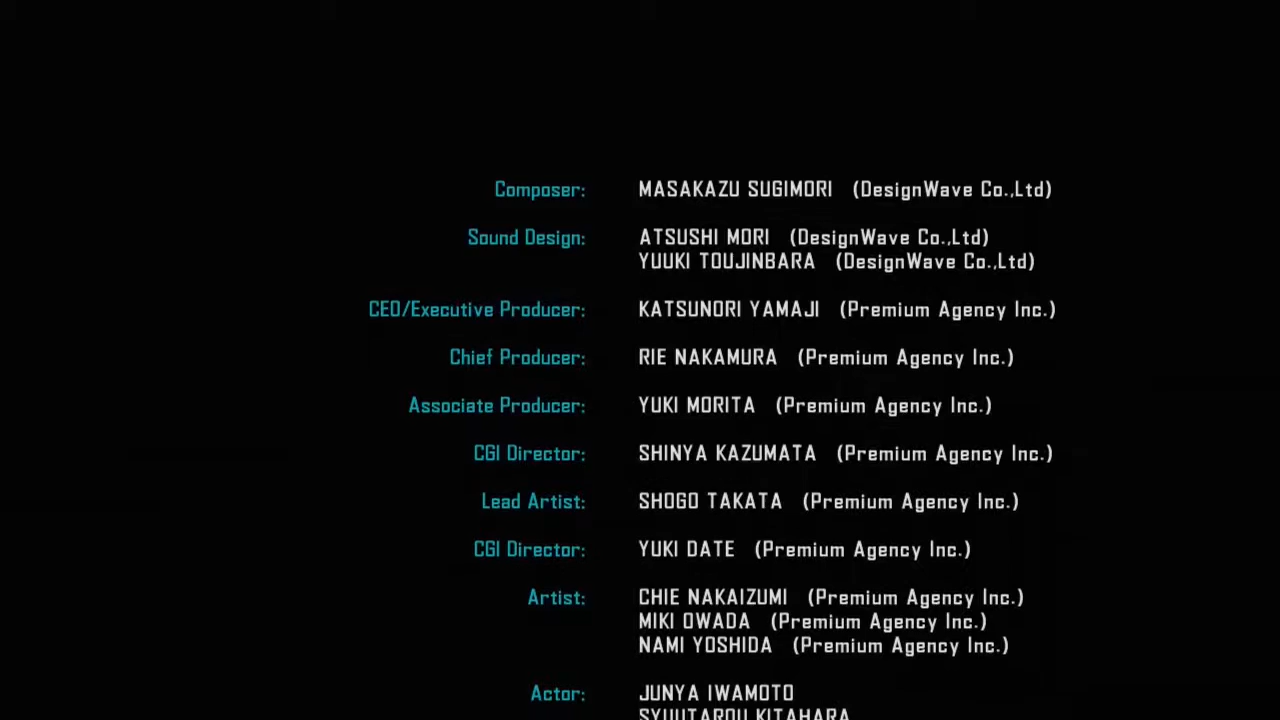 Composer: MASAKAZU SUGIMORI (DesignWave Co.,Ltd)
Sound Design: ATSUSHI MORI (DesignWave Co.,Ltd)
YUUKI TOUJINBARA (DesignWave Co.,Ltd)
CEO/Executive Producer: KATSUNORI YAMAJI (Premium Agency Inc.)
Chief Producer: RIE NAKAMURA (Premium Agency Inc.)
Associate Producer: YUKI MORITA (Premium Agency Inc.)
CGI Director: SHINYA KAZUMATA (Premium Agency Inc.)
Lead Artist: SHOGO TAKATA (Premium Agency Inc.)
CGI Director: YUKI DATE (Premium Agency Inc.)
Artist: CHIE NAKAIZUMI (Premium Agency Inc.)
MIKI OWADA (Premium Agency Inc.)
NAMI YOSHIDA (Premium Agency Inc.)
Actor: JUNYA IWAMOTO
SYUUTAROU KITAHARA